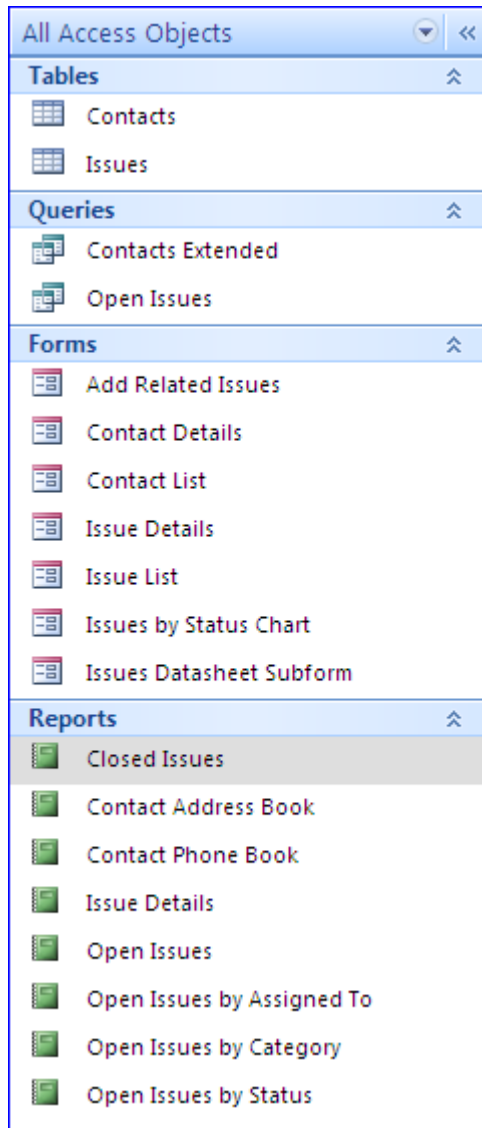 All Access Objects
Tables
Contacts
Issues
Queries
Contacts Extended
Open Issues
Forms
Add Related Issues
Contact Details
Contact List
Issue Details
Issue List
Issues by Status Chart
Issues Datasheet Subform
Reports
Closed Issues
Contact Address Book
Contact Phone Book
Issue Details
Open Issues
Open Issues by Assigned To
Open Issues by Category
Open Issues by Status